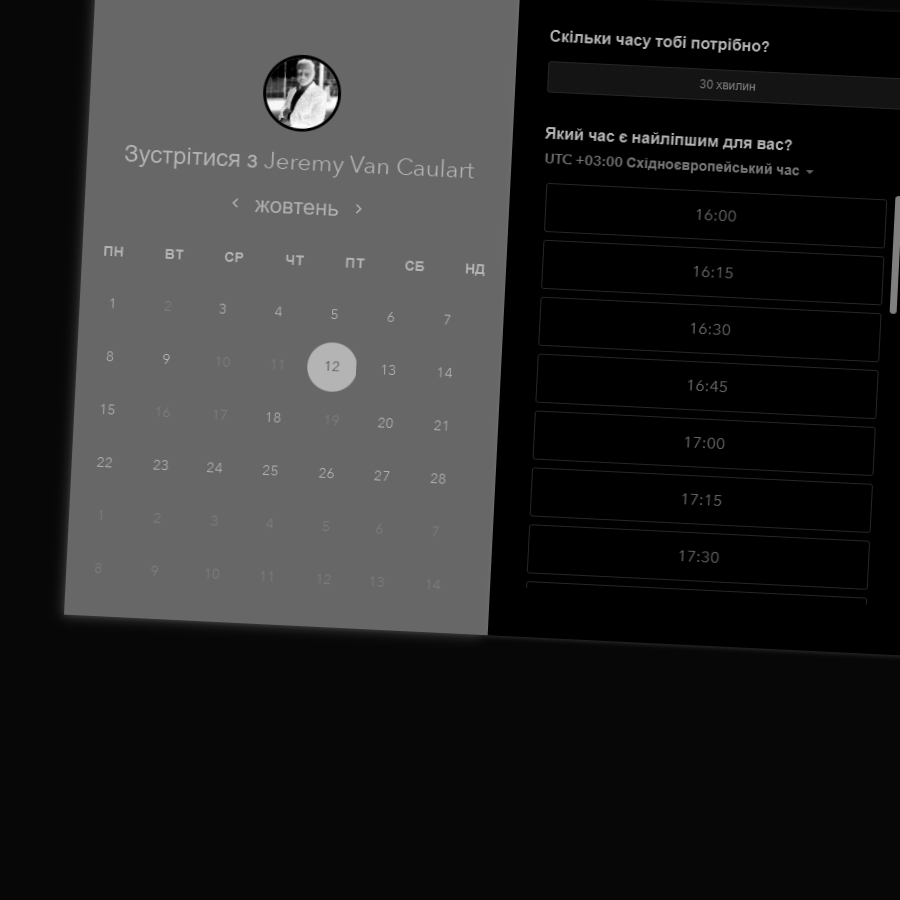 Зустрітися з Jeremy Van Caulart
жовтень
ПН ВТ СР ЧТ ПТ СБ НД
1 2 3 4 5 6 7
8 9 10 11 12 13 14
15 16 17 18 19 20 21
22 23 24 25 26 27 28
1 2 3 4 5 6 7
8 9 10 11 12 13 14
Скільки часу тобі потрібно?
30 хвилин
Який час є найліпшим для вас?
UTC +03:00 Східноєвропейський час
16:00
16:15
16:30
16:45
17:00
17:15
17:30